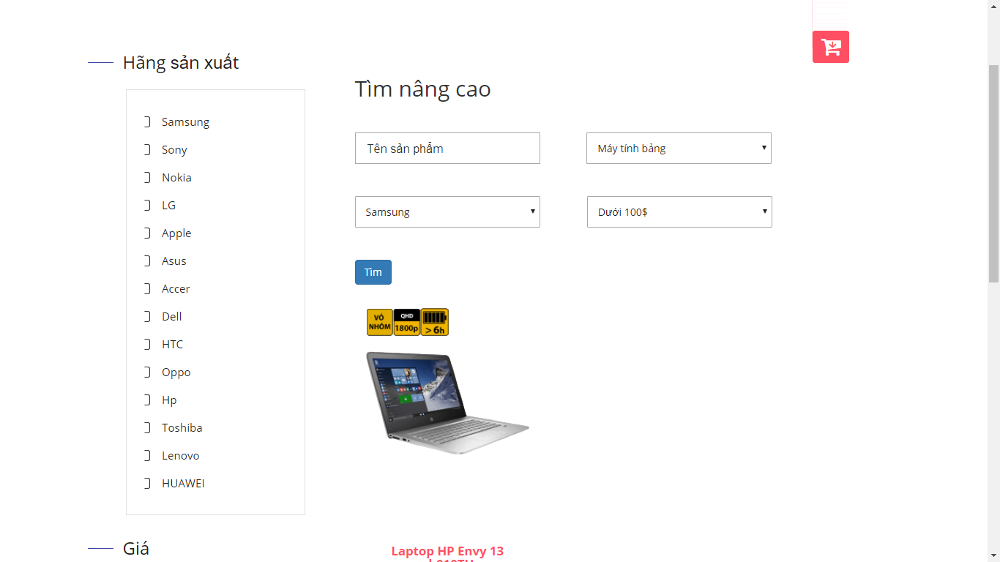 Hãng sản xuất
Samsung
Sony
Nokia
LG
Apple
Asus
Accer
Dell
HTC
Oppo
Hp
Toshiba
Lenovo
HUAWEI
Giá
Tìm nâng cao
Tên sản phẩm
Máy tính bảng
Samsung
Dưới 100$
Tìm
VỎ NHÔM
QHD 1800p
> 6h
Laptop HP Envy 13